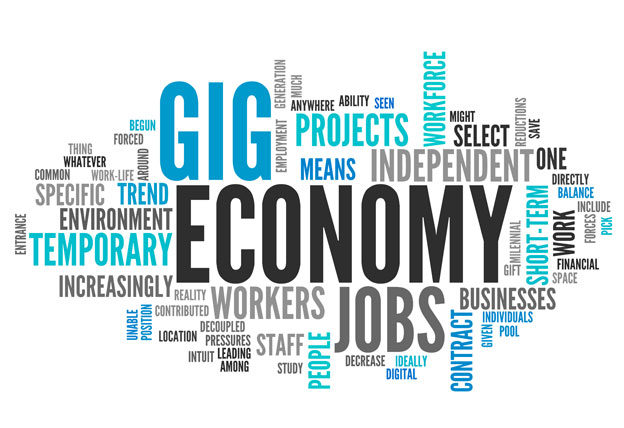 GIG
ECONOMY
JOBS
GENERATION
MUCH
ANYWHERE
ABILITY
SEEN
WORKFORCE
MIGHT
SELECT
REDUCTIONS
SAVE
BEGUN
FORCED
EMPLOYMENT
PROJECTS
MEANS
INDEPENDENT
ONE
THING
WHATEVER
AROUND
COMMON
WORK-LIFE
DIRECTLY
BALANCE
SPECIFIC
TREND
ENVIRONMENT
ENTRANCE
TEMPORARY
SHORT-TERM
WORK
FORCES
INCLUDE
PICK
MILENNIAL
GIFT
FINANCIAL
SPACE
INCREASINGLY
REALITY
CONTRIBUTED
WORKERS
BUSINESSES
UNABLE
POSITION
LOCATION
DECOUPLED
PRESSURES
INTUIT
LEADING
AMONG
STAFF
STUDY
PEOPLE
DECREASE
IDEALLY
DIGITAL
CONTRACT
GIVEN
INDIVIDUALS
POOL